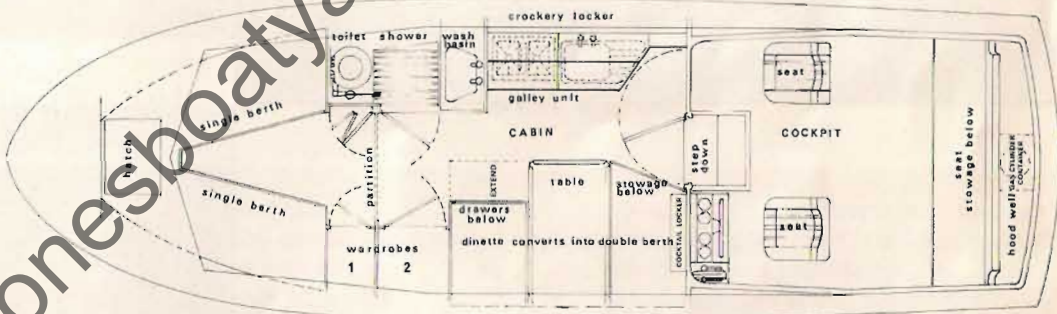 crockery locker
toilet shower wash basin
seat
single berth
galley unit
CABIN
COCKPIT
hatch
partition
step down
seat
stowage below
GAS CYLINDER CONTAINER
hood well
EXTEND
table
stowage below
single berth
drawers below
wardrobes
1 2
dinette converts into double berth
COCKTAIL LOCKER
seat
onesboatya